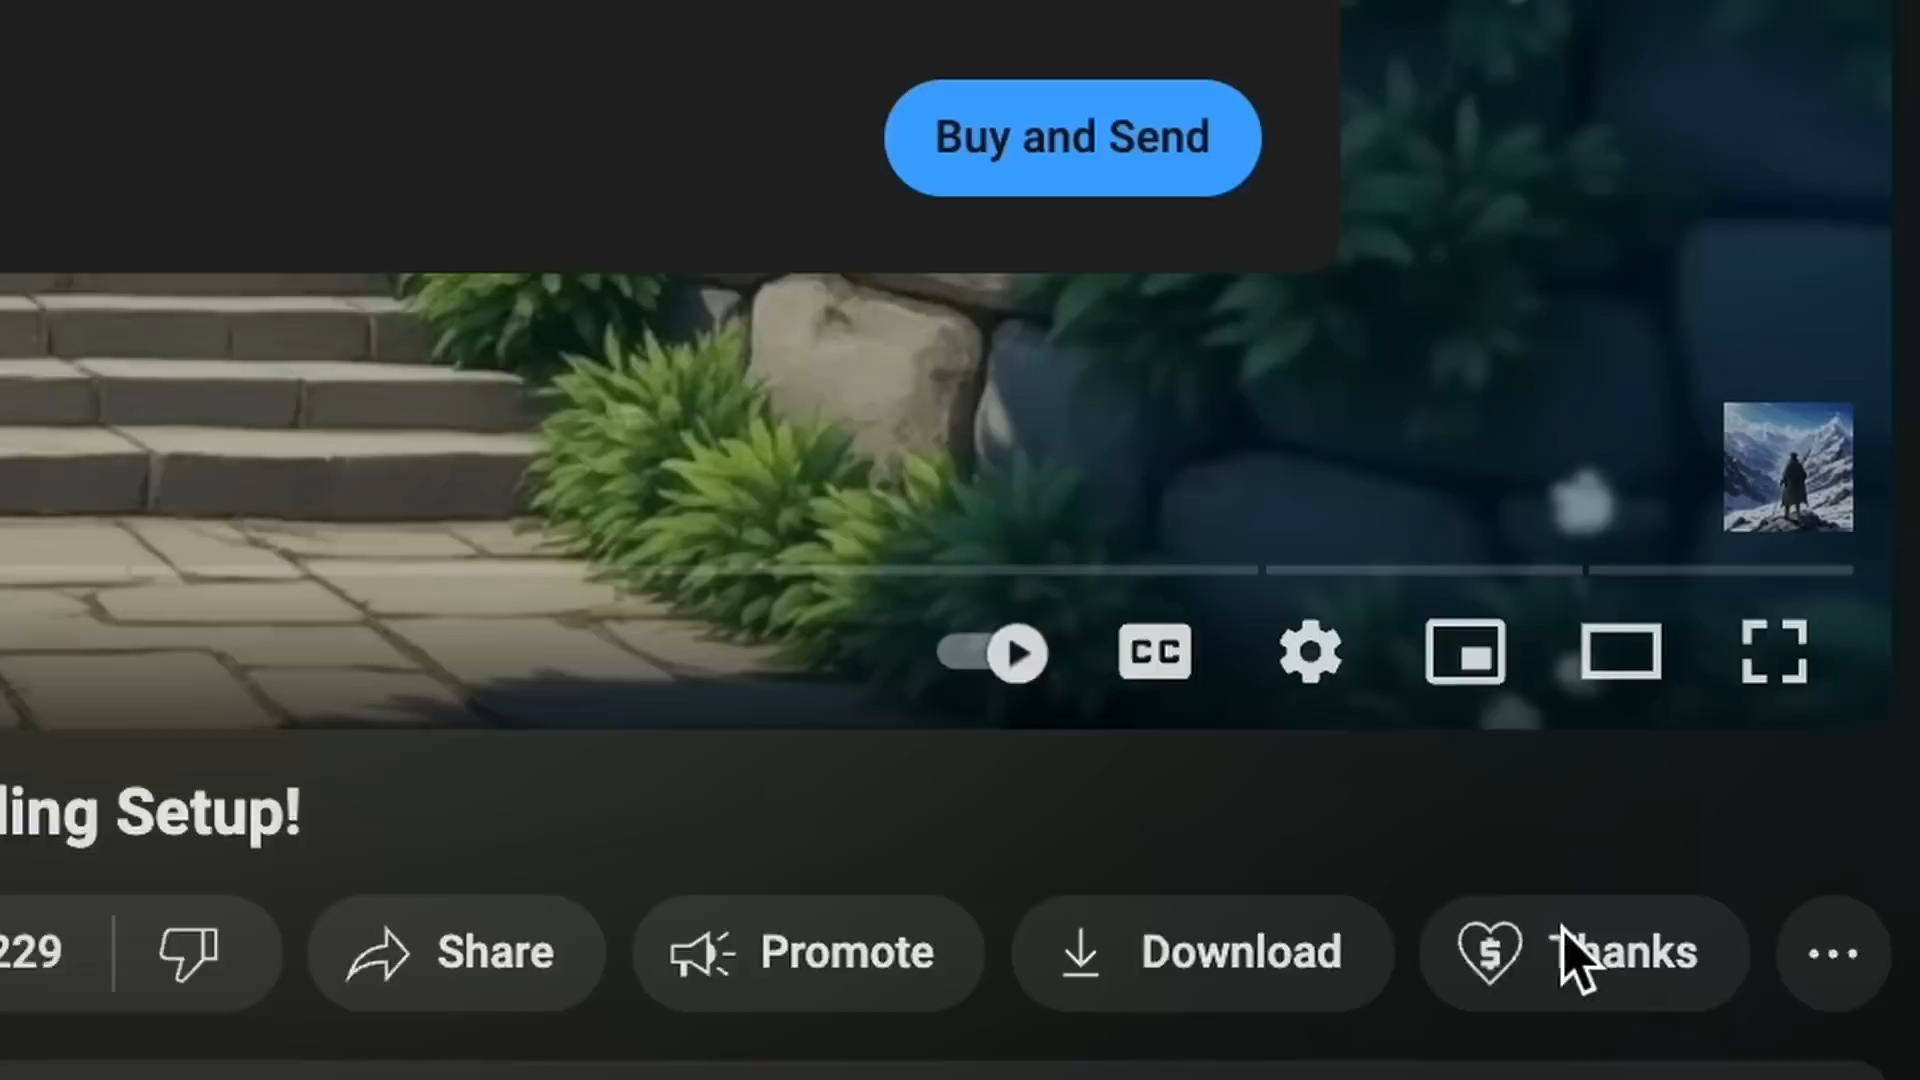 Buy and Send
CC
ling Setup!
229
Share
Promote
Download
Thanks